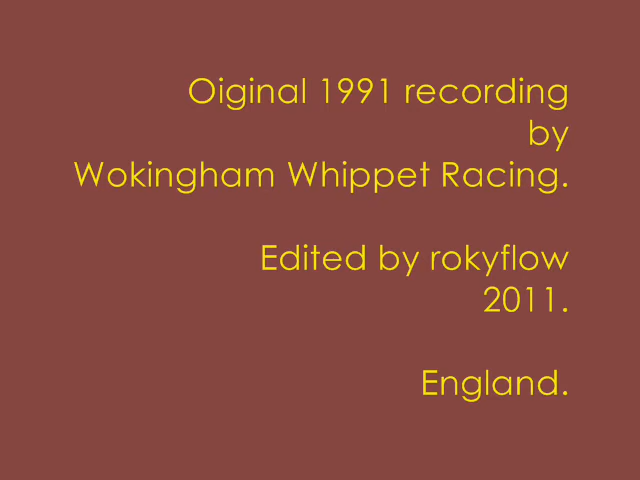 Oiginal 1991 recording
by
Wokingham Whippet Racing.
Edited by rokyflow
2011.
England.